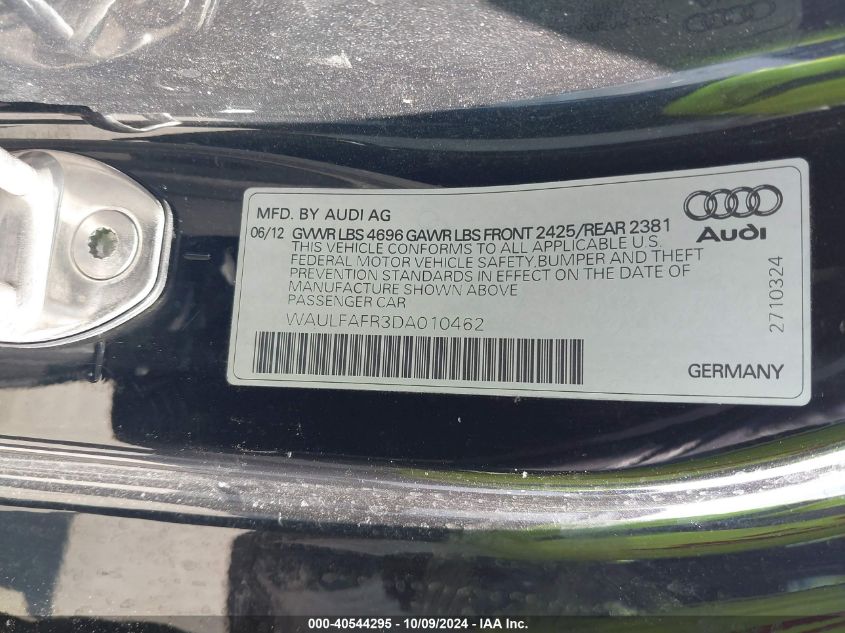 MFD. BY AUDI AG
06/12 GVWR LBS 4696 GAWR LBS FRONT 2425/REAR 2381
THIS VEHICLE CONFORMS TO ALL APPLICABLE U.S.
FEDERAL MOTOR VEHICLE SAFETY,BUMPER AND THEFT
PREVENTION STANDARDS IN EFFECT ON THE DATE OF
MANUFACTURE SHOWN ABOVE
PASSENGER CAR
WAULFAFR3DA010462
Audi
2710324
GERMANY
000-40544295 - 10/09/2024 - IAA, Inc.